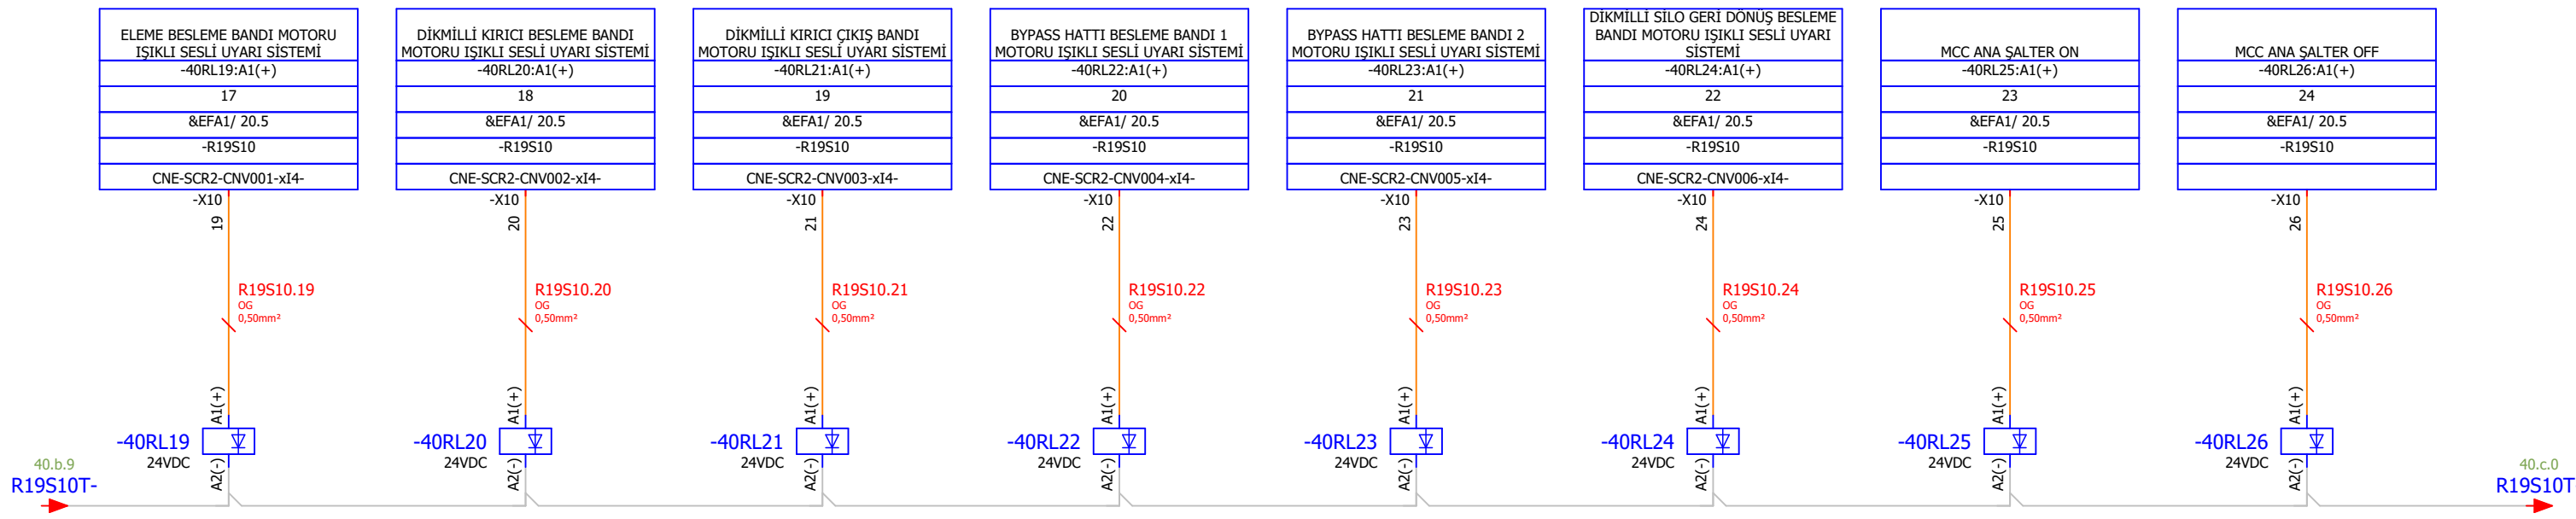 ELEME BESLEME BANDI MOTORU
IŞIKLI SESLİ UYARI SİSTEMİ
-40RL19:A1(+)
17
&EFA1/ 20.5
-R19S10
CNE-SCR2-CNV001-xI4-
DİKMİLLİ KIRICI BESLEME BANDI
MOTORU IŞIKLI SESLİ UYARI SİSTEMİ
-40RL20:A1(+)
18
&EFA1/ 20.5
-R19S10
CNE-SCR2-CNV002-xI4-
DİKMİLLİ KIRICI ÇIKIŞ BANDI
MOTORU IŞIKLI SESLİ UYARI SİSTEMİ
-40RL21:A1(+)
19
&EFA1/ 20.5
-R19S10
CNE-SCR2-CNV003-xI4-
BYPASS HATTI BESLEME BANDI 1
MOTORU IŞIKLI SESLİ UYARI SİSTEMİ
-40RL22:A1(+)
20
&EFA1/ 20.5
-R19S10
CNE-SCR2-CNV004-xI4-
BYPASS HATTI BESLEME BANDI 2
MOTORU IŞIKLI SESLİ UYARI SİSTEMİ
-40RL23:A1(+)
21
&EFA1/ 20.5
-R19S10
CNE-SCR2-CNV005-xI4-
DİKMİLLİ SİLO GERİ DÖNÜŞ BESLEME
BANDI MOTORU IŞIKLI SESLİ UYARI
SİSTEMİ
-40RL24:A1(+)
22
&EFA1/ 20.5
-R19S10
CNE-SCR2-CNV006-xI4-
MCC ANA ŞALTER ON
-40RL25:A1(+)
23
&EFA1/ 20.5
-R19S10
MCC ANA ŞALTER OFF
-40RL26:A1(+)
24
&EFA1/ 20.5
-R19S10
-X10
19
R19S10.19
OG
0,50mm²
A1(+)
-40RL19
24VDC
A2(-)
-X10
20
R19S10.20
OG
0,50mm²
A1(+)
-40RL20
24VDC
A2(-)
-X10
21
R19S10.21
OG
0,50mm²
A1(+)
-40RL21
24VDC
A2(-)
-X10
22
R19S10.22
OG
0,50mm²
A1(+)
-40RL22
24VDC
A2(-)
-X10
23
R19S10.23
OG
0,50mm²
A1(+)
-40RL23
24VDC
A2(-)
-X10
24
R19S10.24
OG
0,50mm²
A1(+)
-40RL24
24VDC
A2(-)
-X10
25
R19S10.25
OG
0,50mm²
A1(+)
-40RL25
24VDC
A2(-)
-X10
26
R19S10.26
OG
0,50mm²
A1(+)
-40RL26
24VDC
A2(-)
40.b.9
R19S10T-
40.c.0
R19S10T